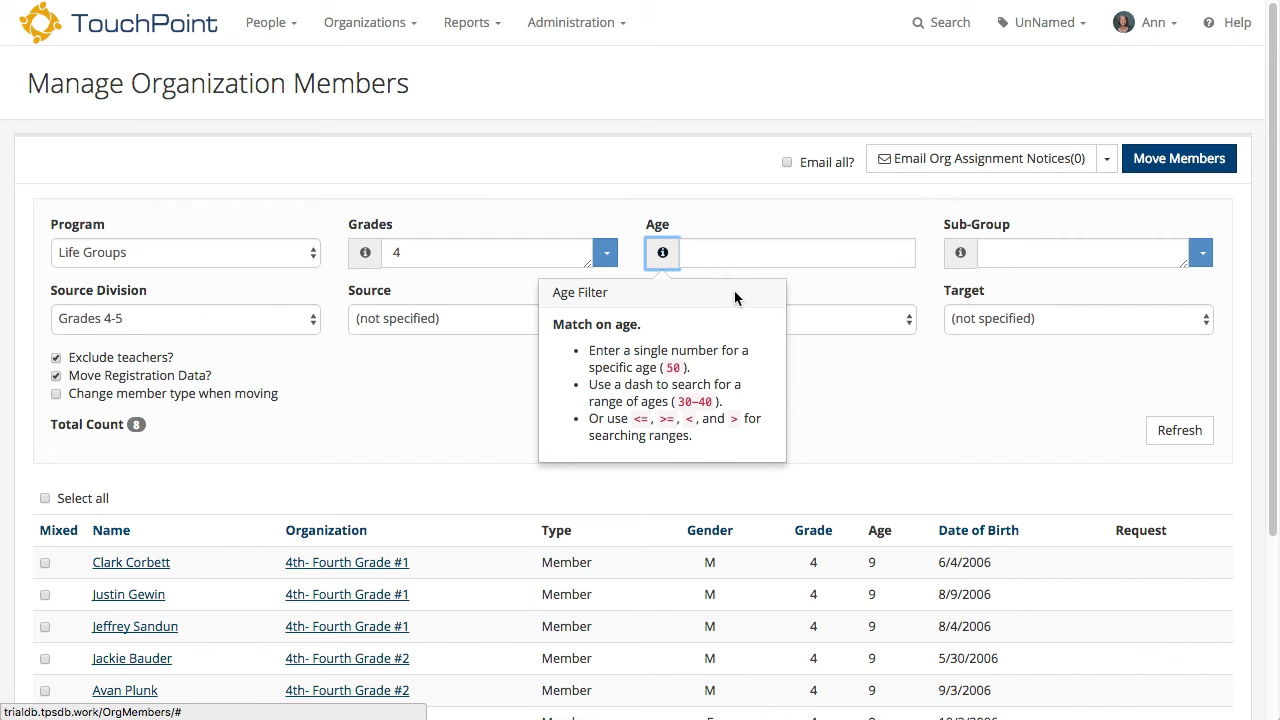 TouchPoint
People Organizations Reports Administration Search UnNamed Ann Help
Manage Organization Members
Email all? Email Org Assignment Notices(0) Move Members
Program Grades Age Sub-Group
Life Groups 4
Source Division Source Target
Grades 4-5 (not specified) (not specified)
Age Filter
Match on age.
• Enter a single number for a
specific age ( 50 ).
• Use a dash to search for a
range of ages ( 30-40 ).
• Or use <= , >= , < , and > for
searching ranges.
Exclude teachers?
Move Registration Data?
Change member type when moving
Total Count 8
Refresh
Select all
Mixed Name Organization Type Gender Grade Age Date of Birth Request
Clark Corbett 4th- Fourth Grade #1 Member M 4 9 6/4/2006
Justin Gewin 4th- Fourth Grade #1 Member M 4 9 8/9/2006
Jeffrey Sandun 4th- Fourth Grade #1 Member M 4 9 8/4/2006
Jackie Bauder 4th- Fourth Grade #2 Member M 4 9 5/30/2006
Avan Plunk 4th- Fourth Grade #2 Member M 4 9 9/3/2006
trialdb.tpsdb.work/OrgMembers/#